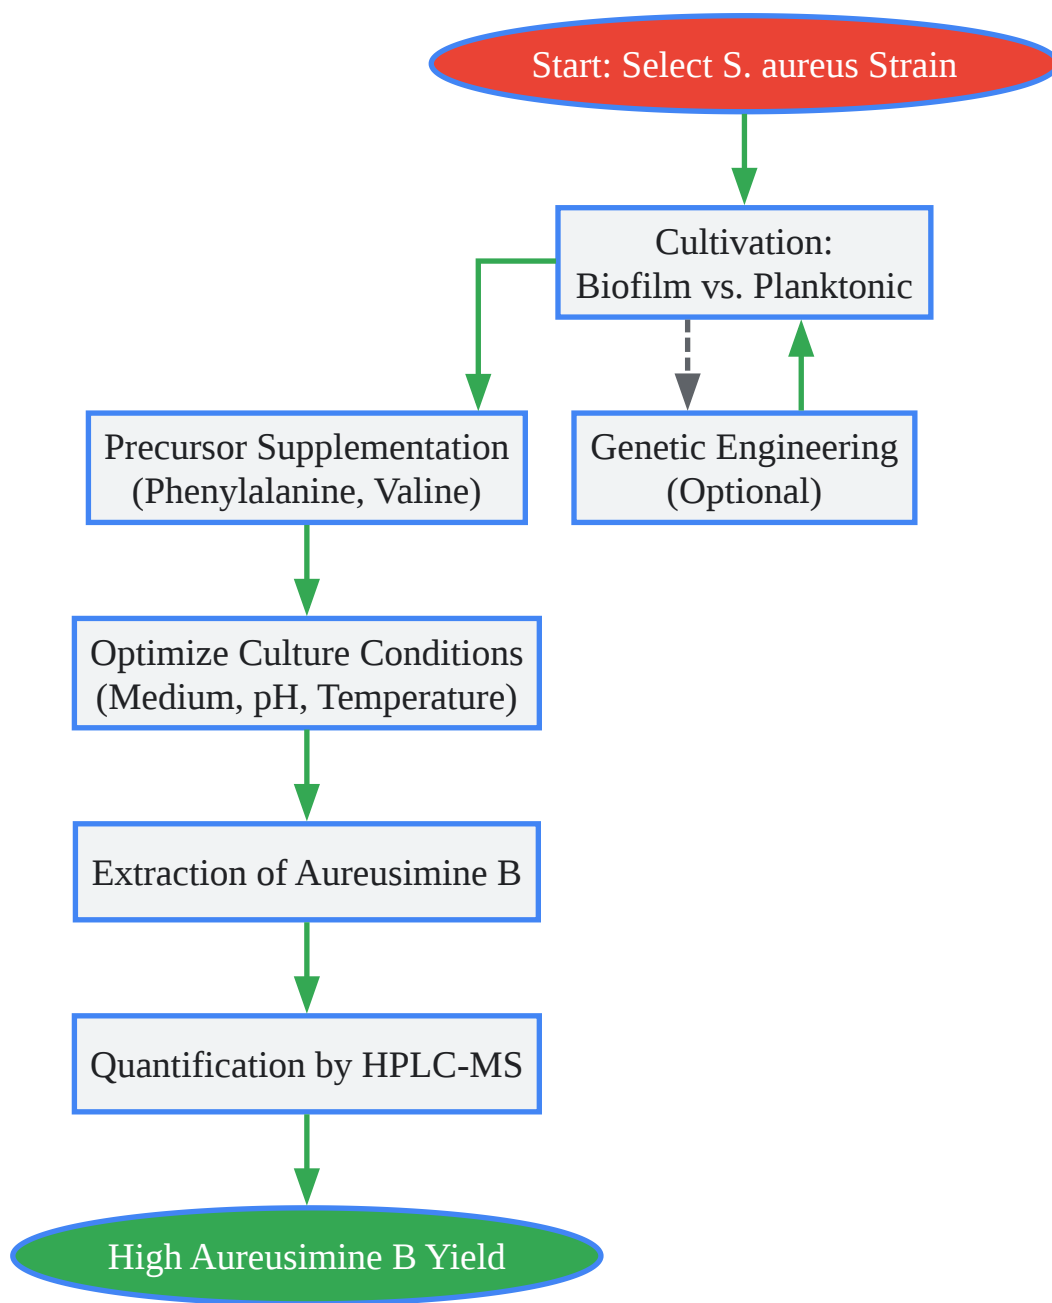 Start: Select S. aureus Strain
Cultivation:
Biofilm vs. Planktonic
Precursor Supplementation
(Phenylalanine, Valine)
Genetic Engineering
(Optional)
Optimize Culture Conditions
(Medium, pH, Temperature)
Extraction of Aureusimine B
Quantification by HPLC-MS
High Aureusimine B Yield